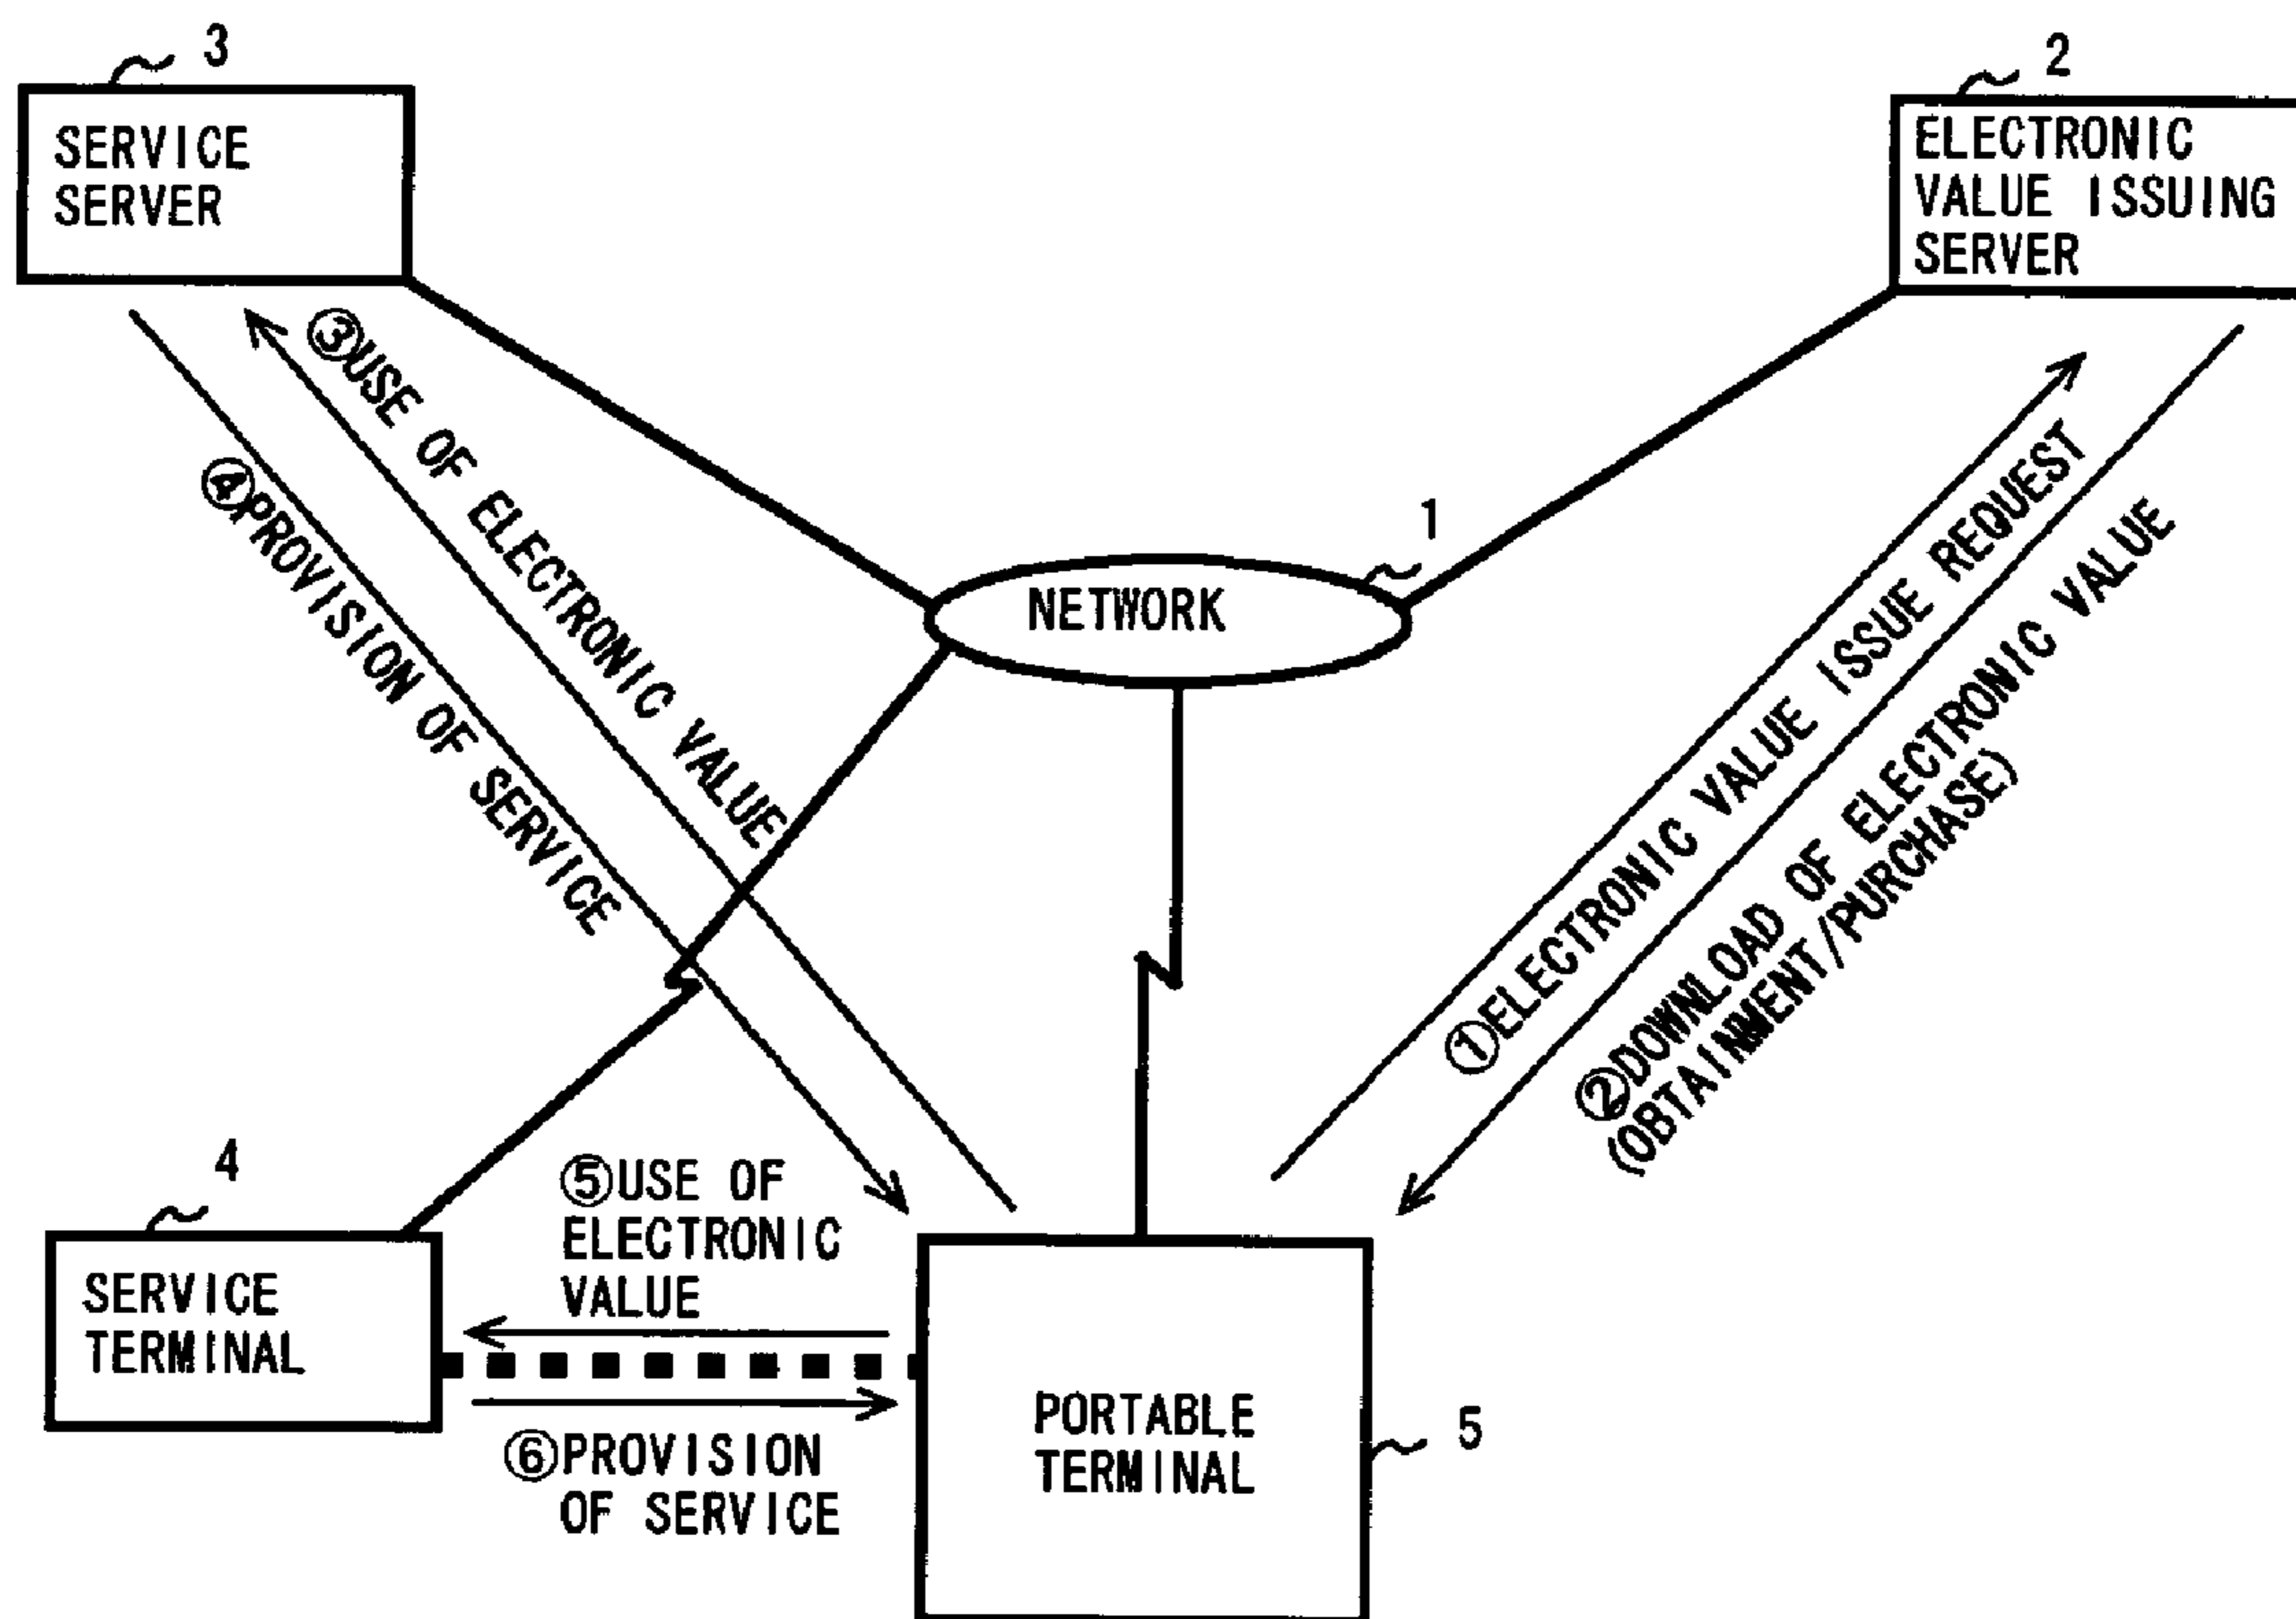 3
SERVICE
SERVER
2
ELECTRONIC
VALUE ISSUING
SERVER
③USE OF ELECTRONIC VALUE
④PROVISION OF SERVICE
1
NETWORK
①ELECTRONIC VALUE ISSUE REQUEST
②DOWNLOAD OF ELECTRONIC VALUE
(OBTAINMENT/PURCHASE)
4
SERVICE
TERMINAL
⑤USE OF
ELECTRONIC
VALUE
⑥PROVISION
OF SERVICE
PORTABLE
TERMINAL
5